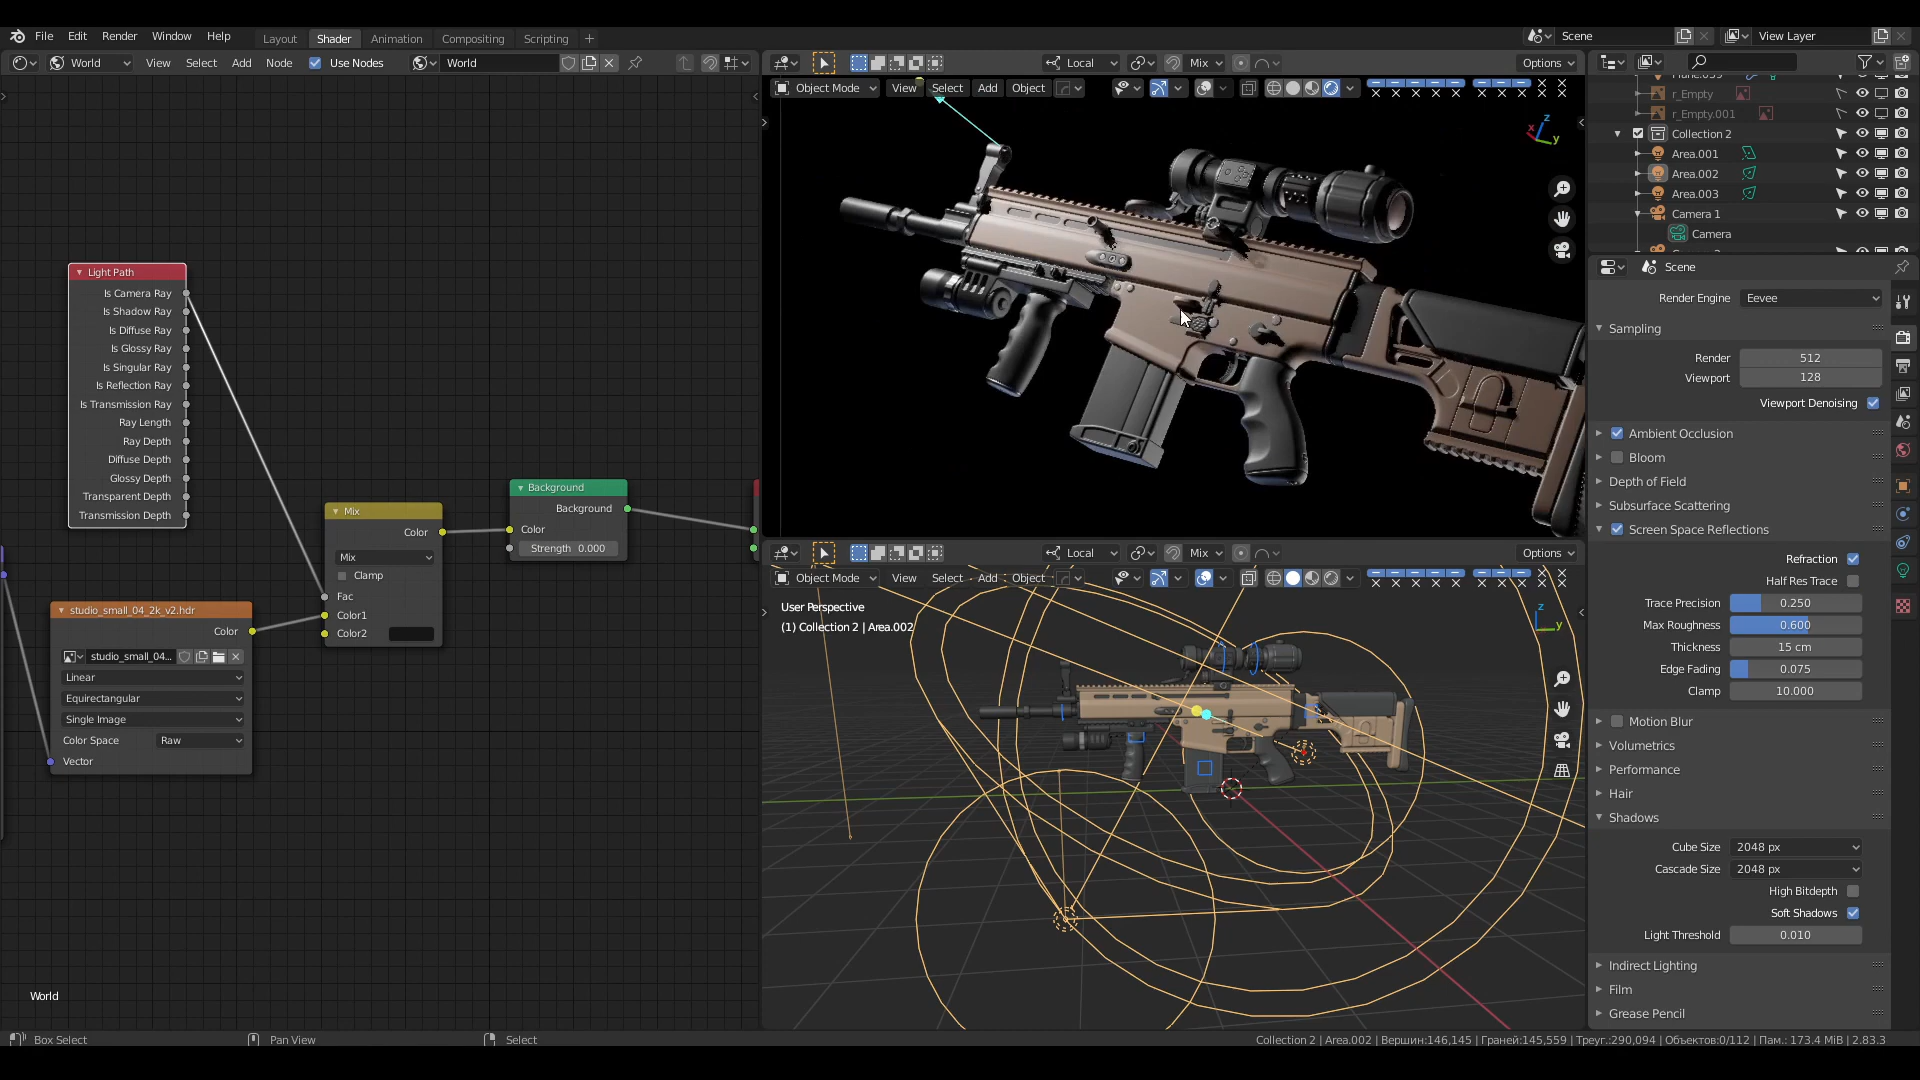 File Edit Render Window Help Layout Shader Animation Compositing Scripting
Scene
View Layer
World View Select Add Node Use Nodes World
Local Mix Options
Object Mode View Select Add Object
Light Path
Is Camera Ray
Is Shadow Ray
Is Diffuse Ray
Is Glossy Ray
Is Singular Ray
Is Reflection Ray
Is Transmission Ray
Ray Length
Ray Depth
Diffuse Depth
Glossy Depth
Transparent Depth
Transmission Depth
Mix
Color
Mix
Clamp
Fac
Color1
Color2
Background
Background
Color
Strength 0.000
studio_small_04_2k_v2.hdr
Color
studio_small_04...
Linear
Equirectangular
Single Image
Color Space Raw
Vector
World
z
x
y
Local Mix Options
Object Mode View Select Add Object
User Perspective
(1) Collection 2 | Area.002
z
y
r_Empty
r_Empty.001
Collection 2
Area.001
Area.002
Area.003
Camera 1
Camera
Scene
Render Engine Eevee
Sampling
Render 512
Viewport 128
Viewport Denoising
Ambient Occlusion
Bloom
Depth of Field
Subsurface Scattering
Screen Space Reflections
Refraction
Half Res Trace
Trace Precision 0.250
Max Roughness 0.600
Thickness 15 cm
Edge Fading 0.075
Clamp 10.000
Motion Blur
Volumetrics
Performance
Hair
Shadows
Cube Size 2048 px
Cascade Size 2048 px
High Bitdepth
Soft Shadows
Light Threshold 0.010
Indirect Lighting
Film
Grease Pencil
Box Select
Pan View
Select
Collection 2 | Area.002 | Вершин:146,145 | Граней:145,559 | Треуг.:290,094 | Объектов:0/112 | Пам.: 173.4 MiB | 2.83.3